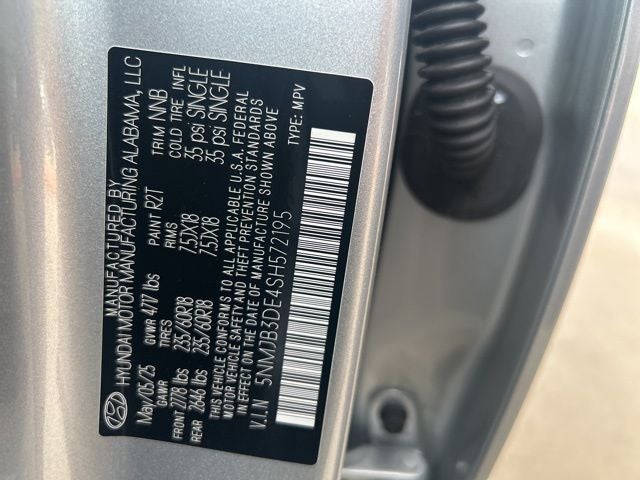 MANUFACTURED BY
HYUNDAI MOTOR MANUFACTURING ALABAMA, LLC
May/05/25 GVWR 4717 lbs PAINT R2T TRIM NNB
GAWR TIRES RIMS COLD TIRE INFL
FRONT 2778 lbs 235/60R18 7.5JX18 35 psi SINGLE
REAR 2646 lbs 235/60R18 7.5JX18 35 psi SINGLE
THIS VEHICLE CONFORMS TO ALL APPLICABLE U.S.A. FEDERAL
MOTOR VEHICLE SAFETY AND THEFT PREVENTION STANDARDS
IN EFFECT ON THE DATE OF MANUFACTURE SHOWN ABOVE
V.I.N 5NMJB3DE4SH572195 TYPE: MPV